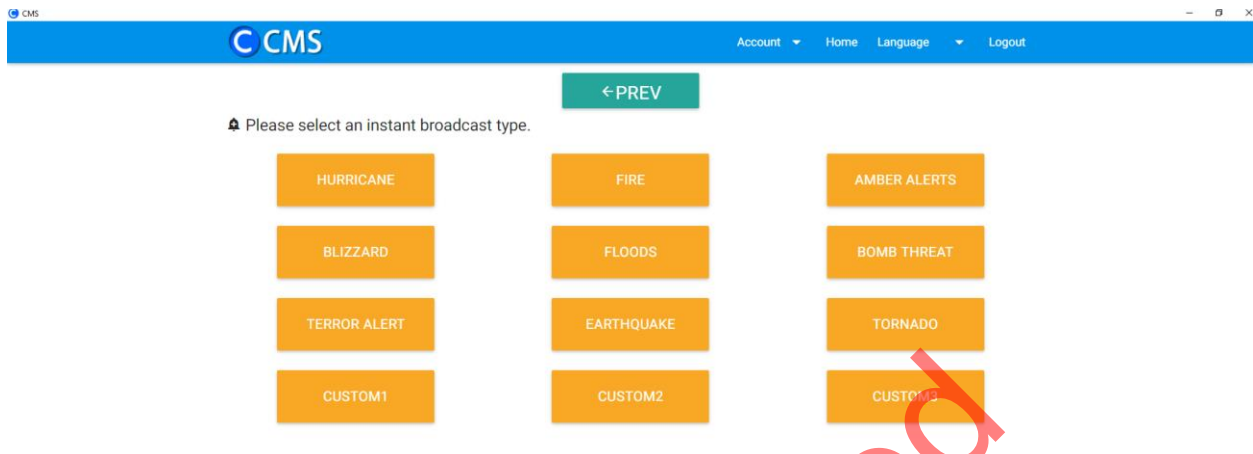 CMS
CMS Account Home Language Logout
PREV
Please select an instant broadcast type.
HURRICANE FIRE AMBER ALERTS
BLIZZARD FLOODS BOMB THREAT
TERROR ALERT EARTHQUAKE TORNADO
CUSTOM1 CUSTOM2 CUSTOM3